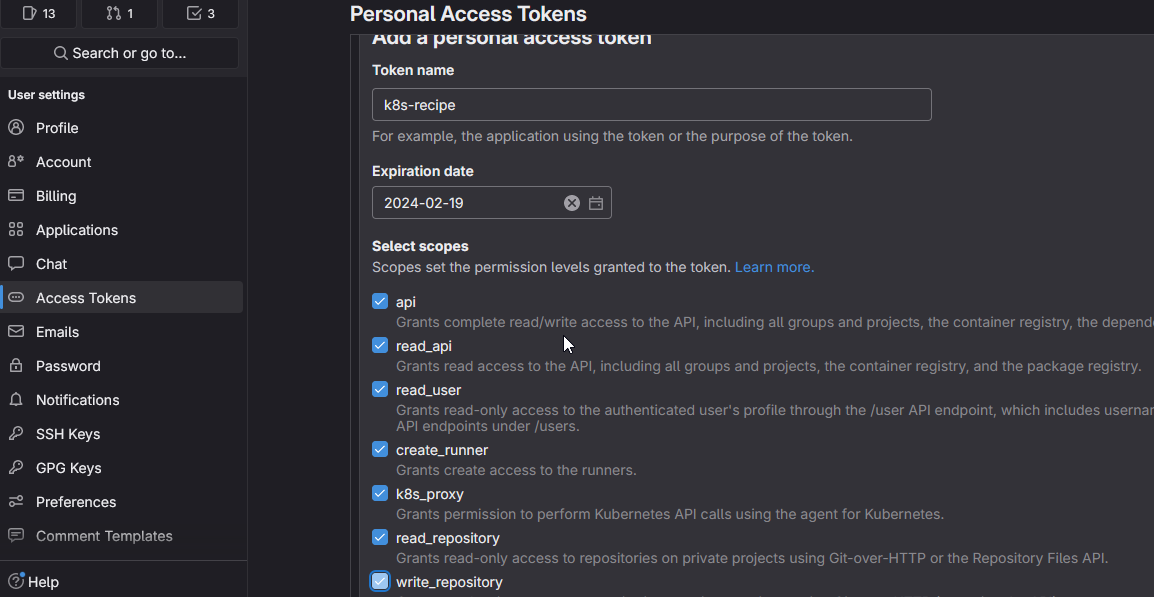 13
1
3
Search or go to...
User settings
Profile
Account
Billing
Applications
Chat
Access Tokens
Emails
Password
Notifications
SSH Keys
GPG Keys
Preferences
Comment Templates
Help
Personal Access Tokens
Add a personal access token
Token name
k8s-recipe
For example, the application using the token or the purpose of the token.
Expiration date
2024-02-19
Select scopes
Scopes set the permission levels granted to the token. Learn more.
api
Grants complete read/write access to the API, including all groups and projects, the container registry, the depend
read_api
Grants read access to the API, including all groups and projects, the container registry, and the package registry.
read_user
Grants read-only access to the authenticated user's profile through the /user API endpoint, which includes userna
API endpoints under /users.
create_runner
Grants create access to the runners.
k8s_proxy
Grants permission to perform Kubernetes API calls using the agent for Kubernetes.
read_repository
Grants read-only access to repositories on private projects using Git-over-HTTP or the Repository Files API.
write_repository